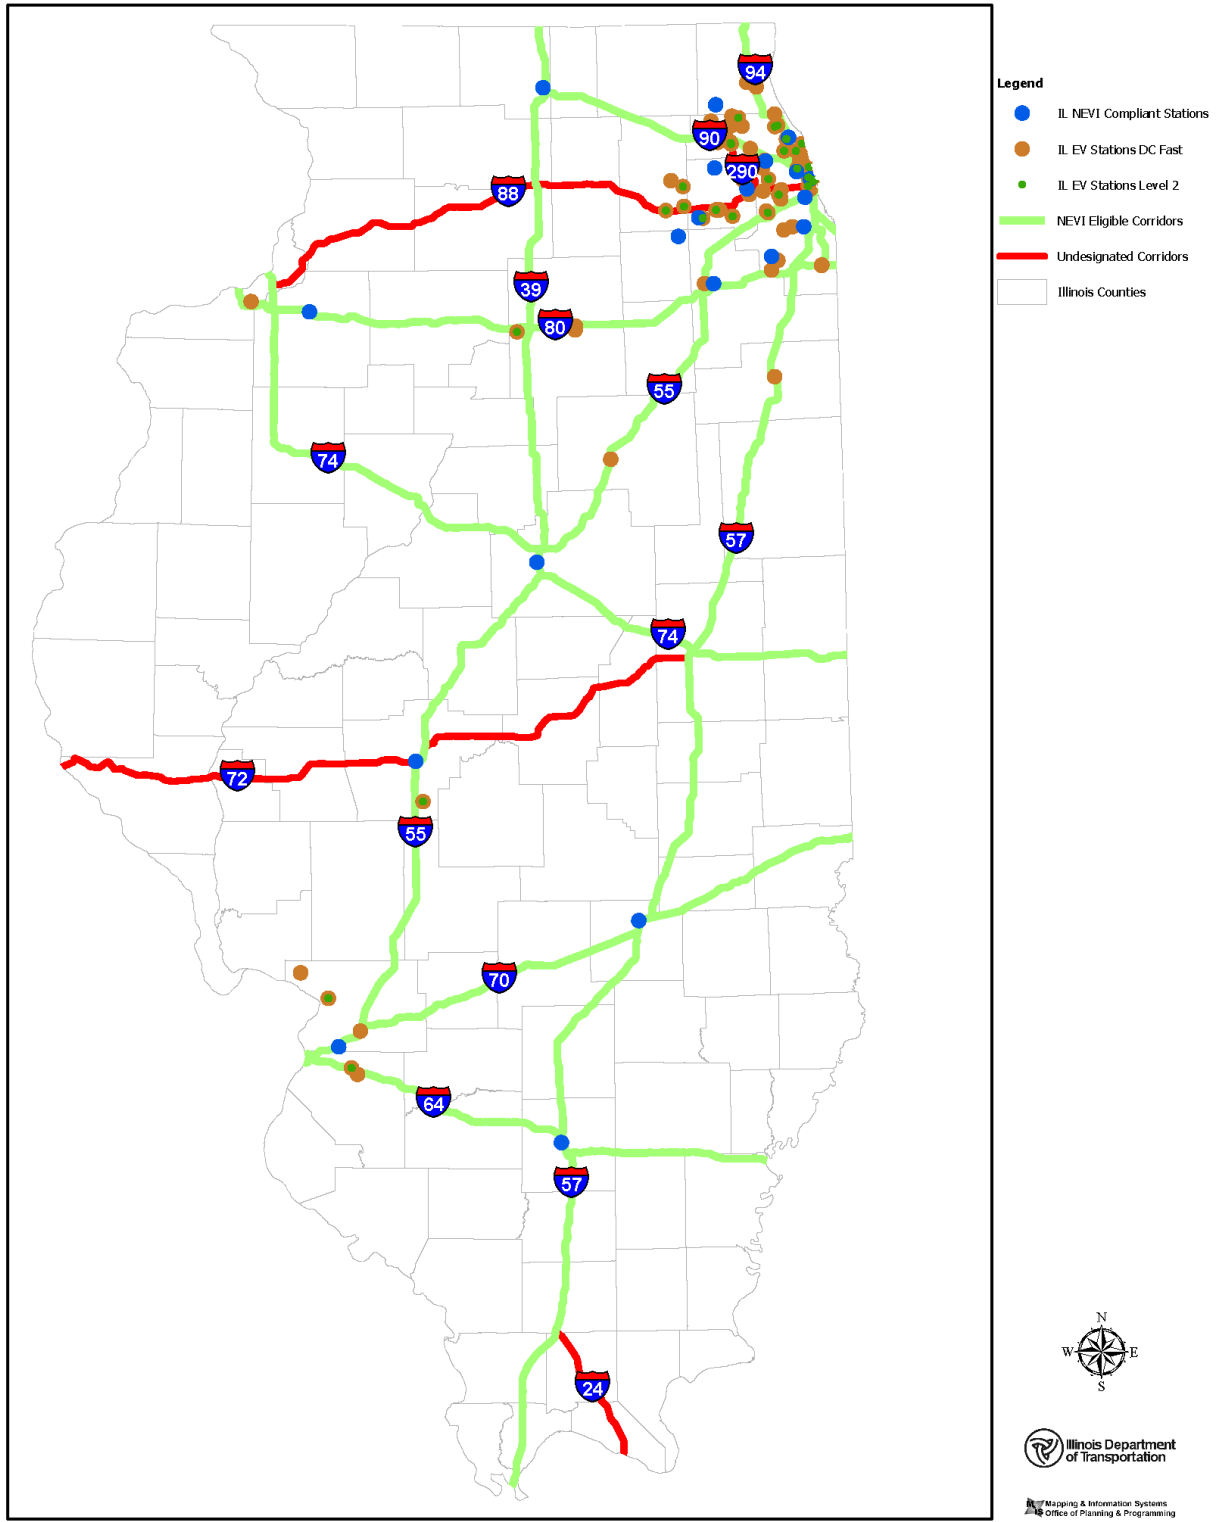 94
90
290
88
39
80
55
74
57
74
72
55
70
64
57
24
Legend
IL NEVI Compliant Stations
IL EV Stations DC Fast
IL EV Stations Level 2
NEVI Eligible Corridors
Undesignated Corridors
Illinois Counties
N
W E
S
Illinois Department
of Transportation
Mapping & Information Systems
Office of Planning & Programming